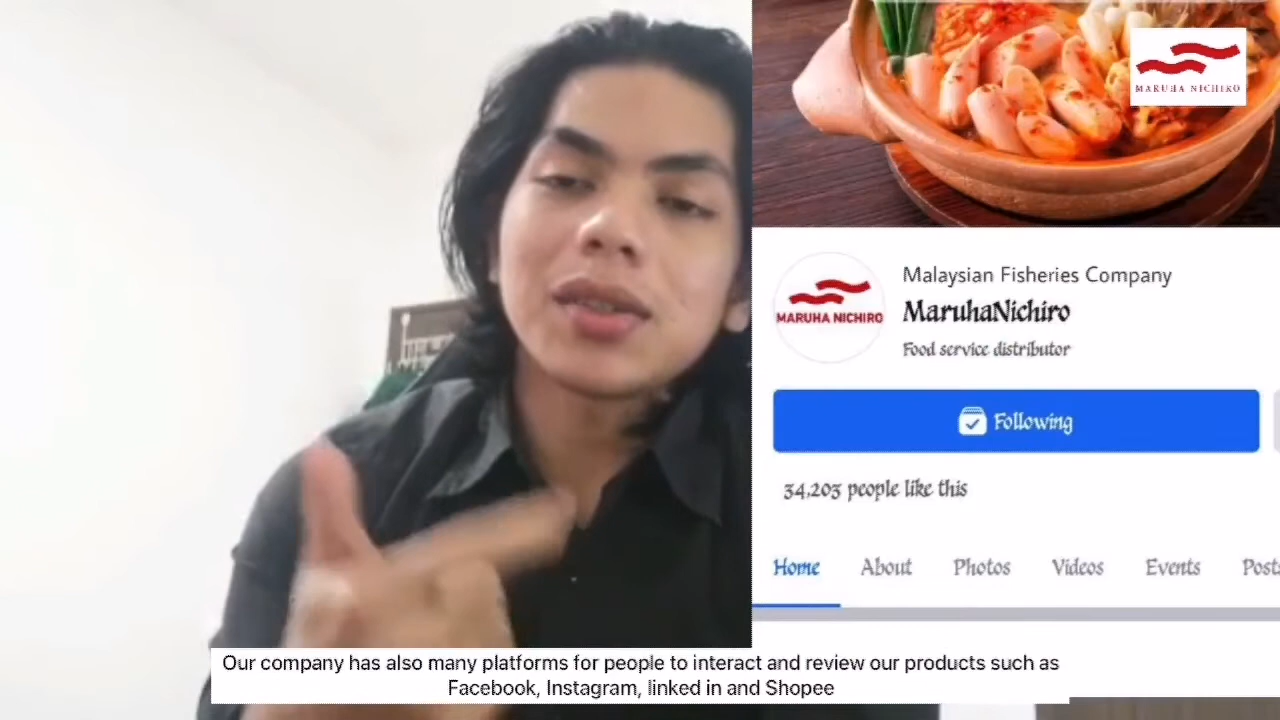 MARUHA NICHIRO
Malaysian Fisheries Company
MARUHA NICHIRO
MaruhaNichiro
Food service distributor
Following
34,203 people like this
Home About Photos Videos Events Posts
Our company has also many platforms for people to interact and review our products such as
Facebook, Instagram, linked in and Shopee